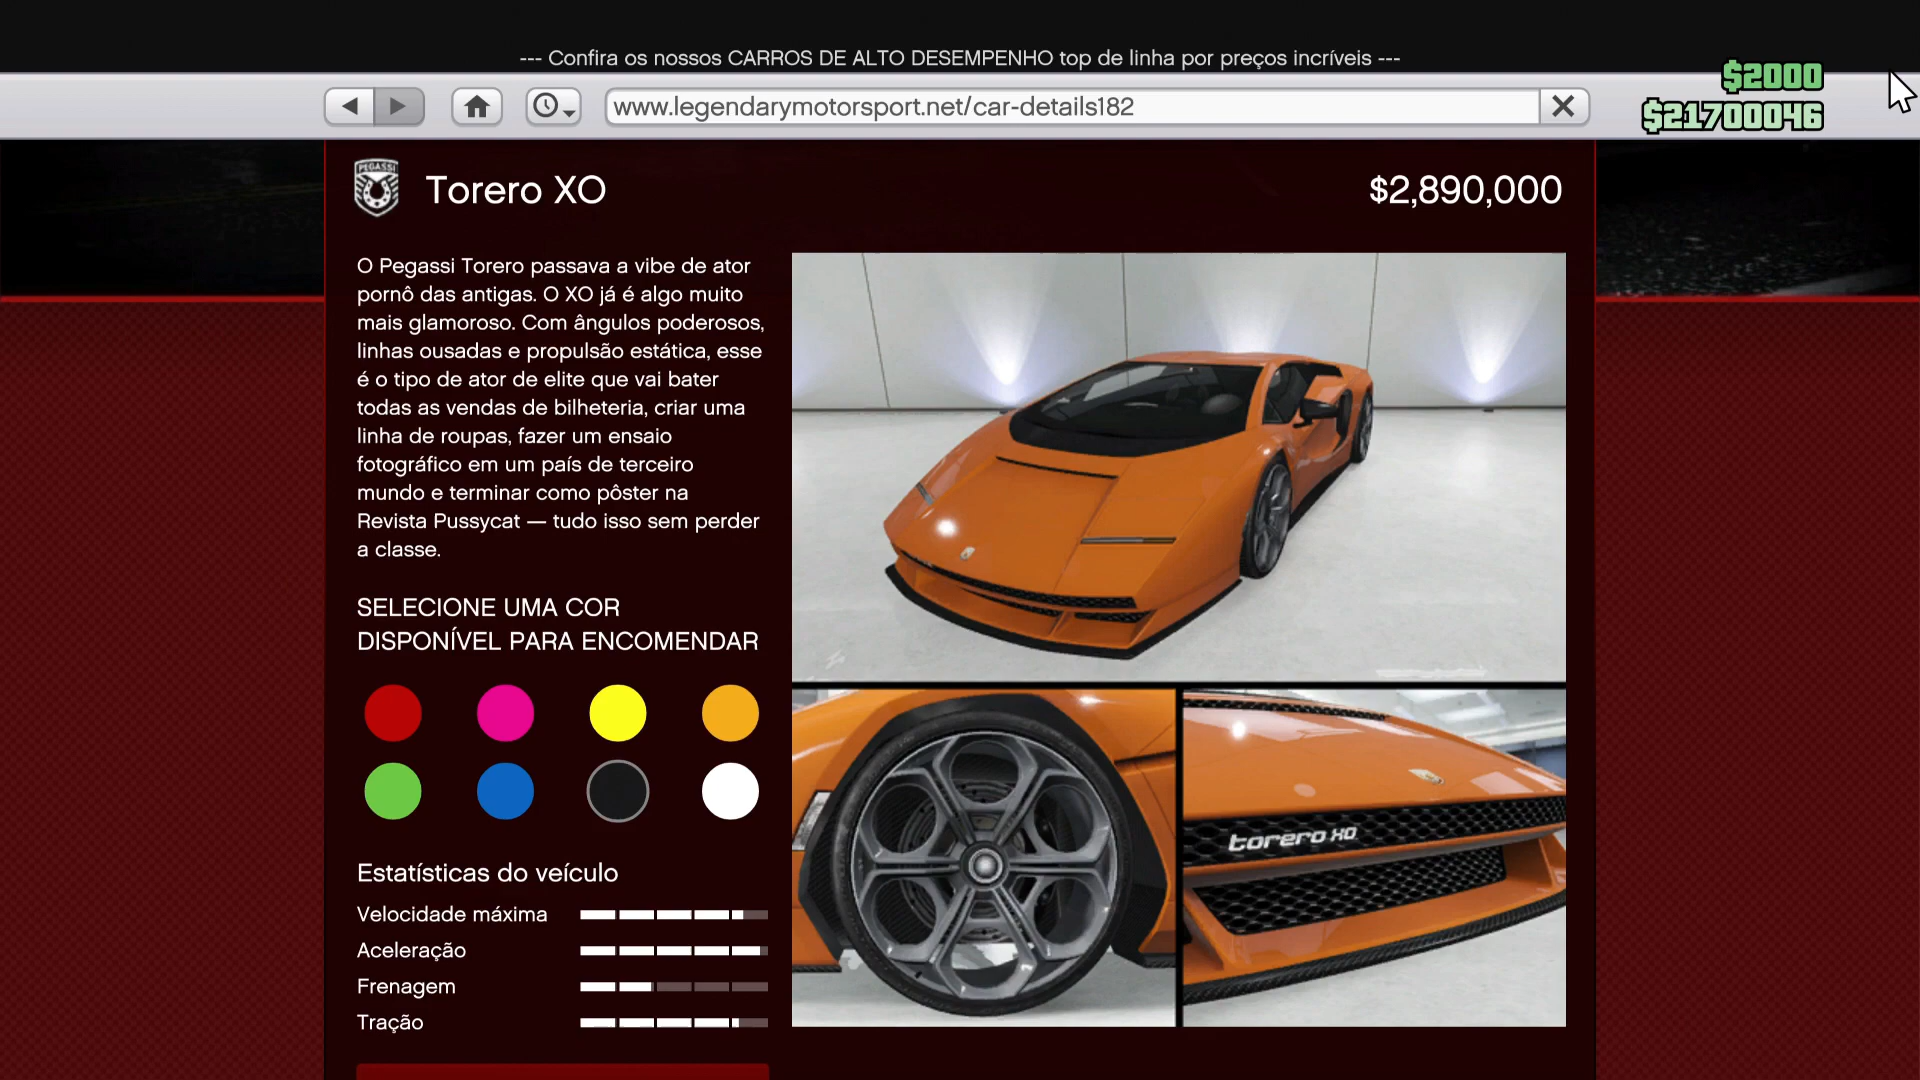 --- Confira os nossos CARROS DE ALTO DESEMPENHO top de linha por preços incríveis ---
$2000
www.legendarymotorsport.net/car-details182
$21700046
PEGASSI
Torero XO
$2,890,000
O Pegassi Torero passava a vibe de ator
pornô das antigas. O XO já é algo muito
mais glamoroso. Com ângulos poderosos,
linhas ousadas e propulsão estática, esse
é o tipo de ator de elite que vai bater
todas as vendas de bilheteria, criar uma
linha de roupas, fazer um ensaio
fotográfico em um país de terceiro
mundo e terminar como pôster na
Revista Pussycat — tudo isso sem perder
a classe.
SELECIONE UMA COR
DISPONÍVEL PARA ENCOMENDAR
torero XO
Estatísticas do veículo
Velocidade máxima
Aceleração
Frenagem
Tração